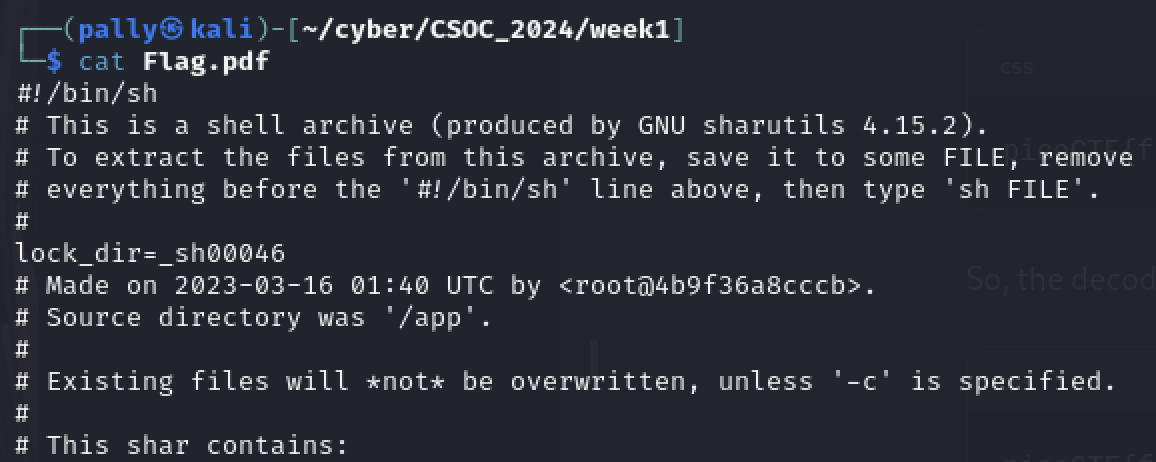 ┌──(pally㉿kali)-[~/cyber/CSOC_2024/week1]
└─$ cat Flag.pdf
#!/bin/sh
# This is a shell archive (produced by GNU sharutils 4.15.2).
# To extract the files from this archive, save it to some FILE, remove
# everything before the '#!/bin/sh' line above, then type 'sh FILE'.
#
lock_dir=_sh00046
# Made on 2023-03-16 01:40 UTC by <root@4b9f36a8cccb>.
# Source directory was '/app'.
#
# Existing files will *not* be overwritten, unless '-c' is specified.
#
# This shar contains:
css
So, the decod